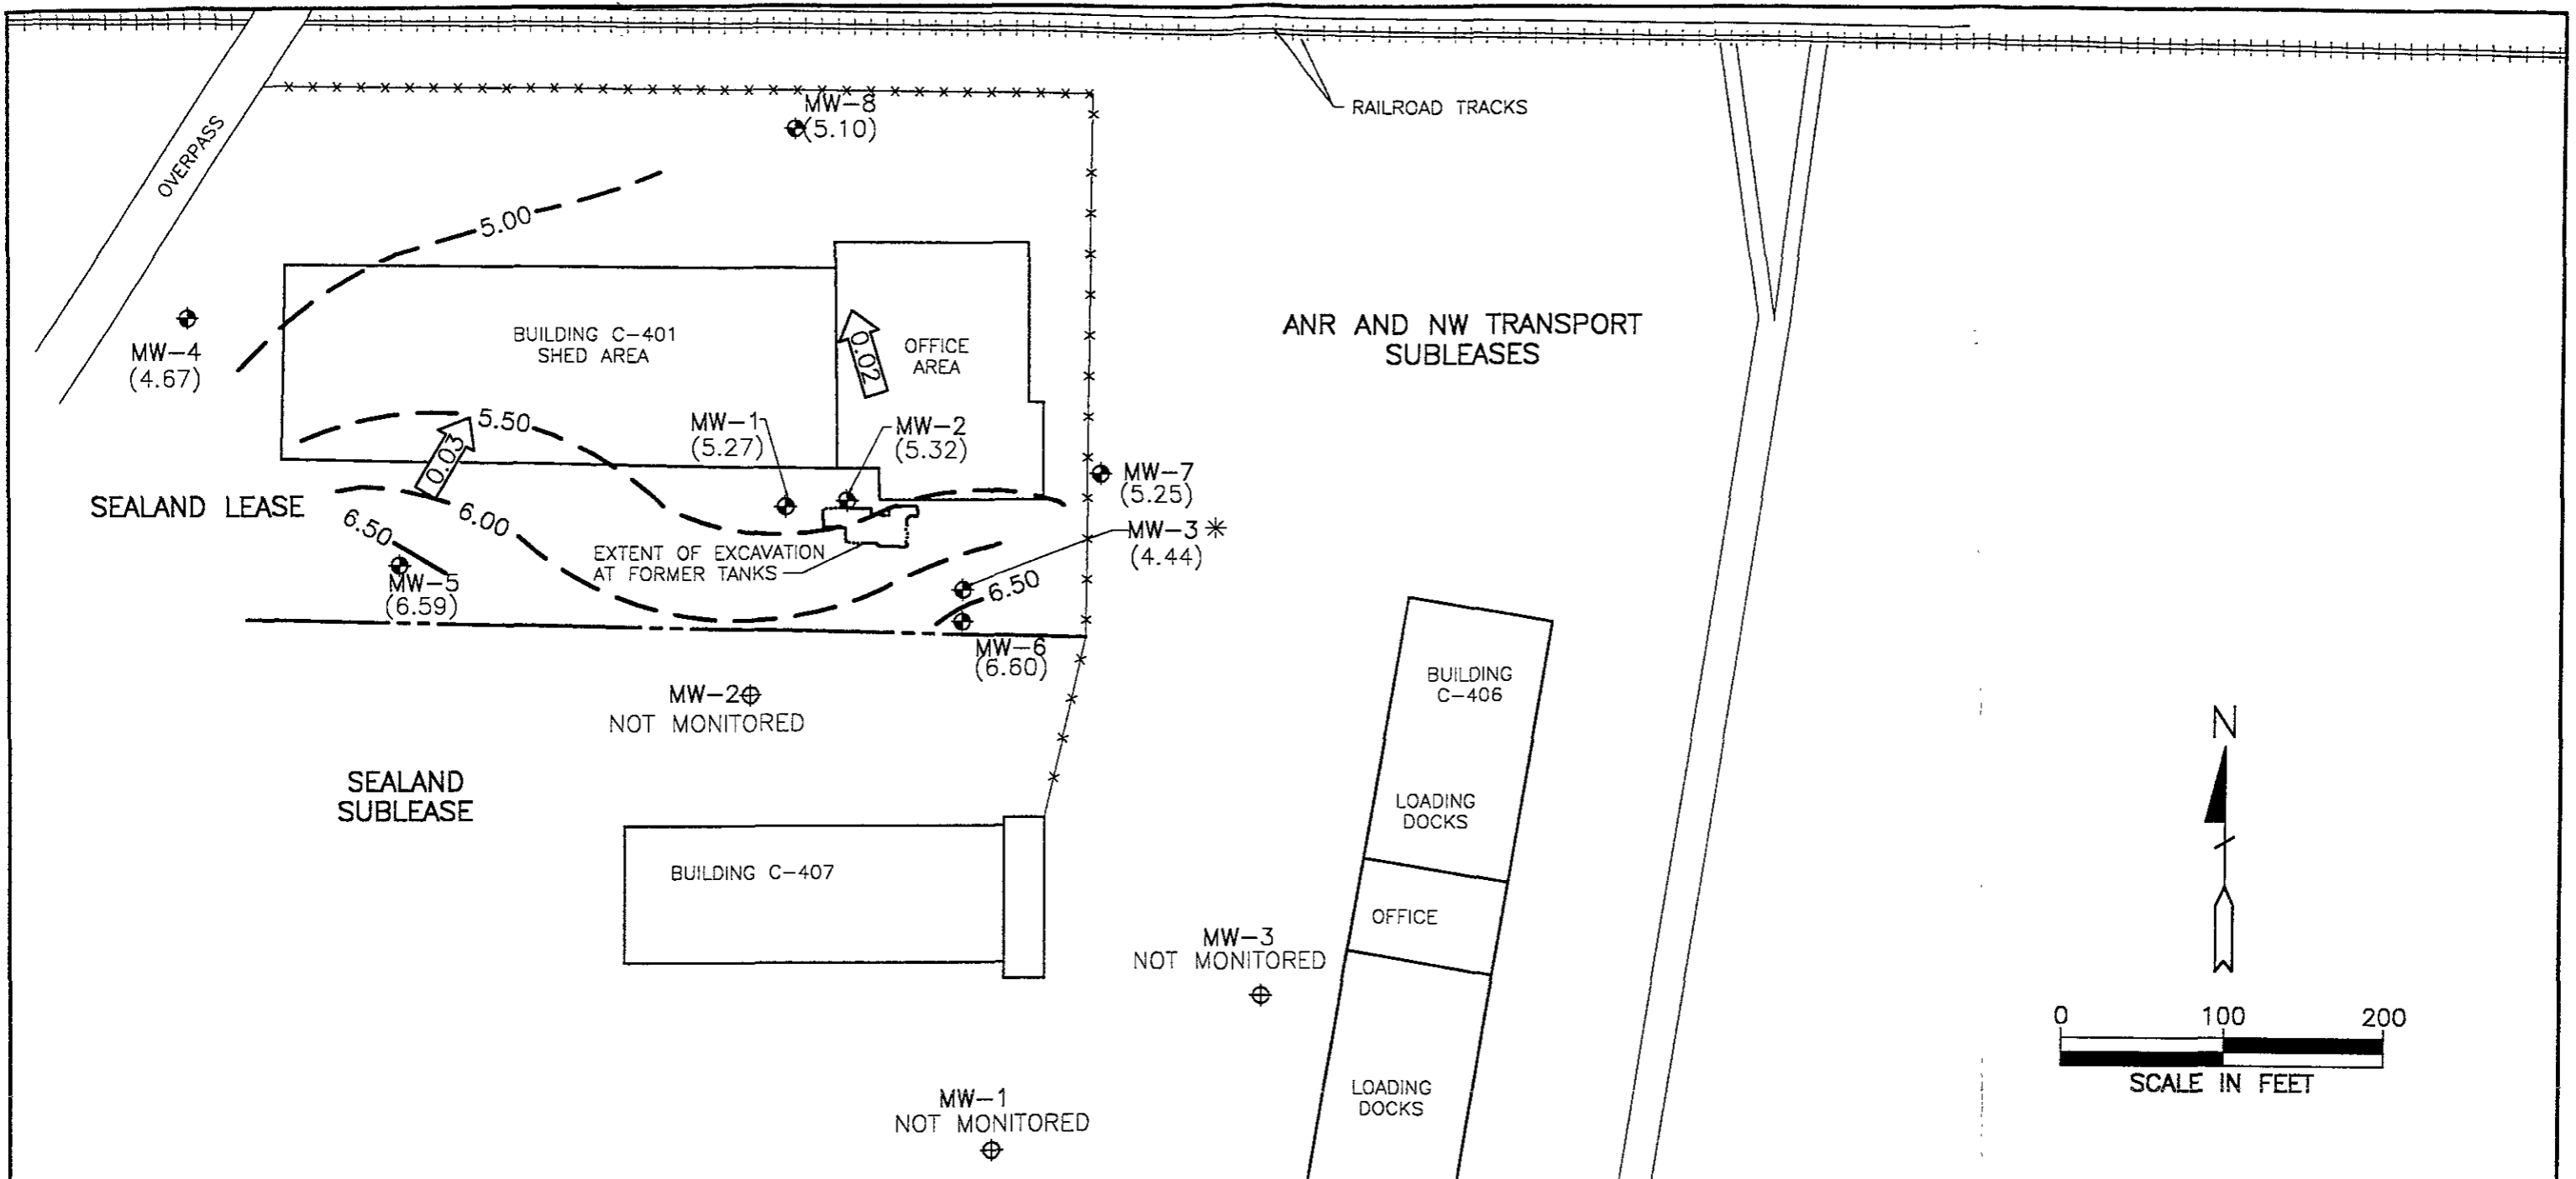 RAILROAD TRACKS
OVERPASS
MW-8
(5.10)
5.00
MW-4
(4.67)
BUILDING C-401
SHED AREA
0.02
OFFICE
AREA
ANR AND NW TRANSPORT
SUBLEASES
5.50
0.03
MW-1
(5.27)
MW-2
(5.32)
MW-7
(5.25)
SEALAND LEASE
6.50
6.00
MW-3 *
(4.44)
EXTENT OF EXCAVATION
AT FORMER TANKS
MW-5
(6.59)
6.50
MW-6
(6.60)
MW-2
NOT MONITORED
BUILDING
C-406
N
SEALAND
SUBLEASE
LOADING
DOCKS
BUILDING C-407
OFFICE
MW-3
NOT MONITORED
0 100 200
SCALE IN FEET
MW-1
NOT MONITORED
LOADING
DOCKS